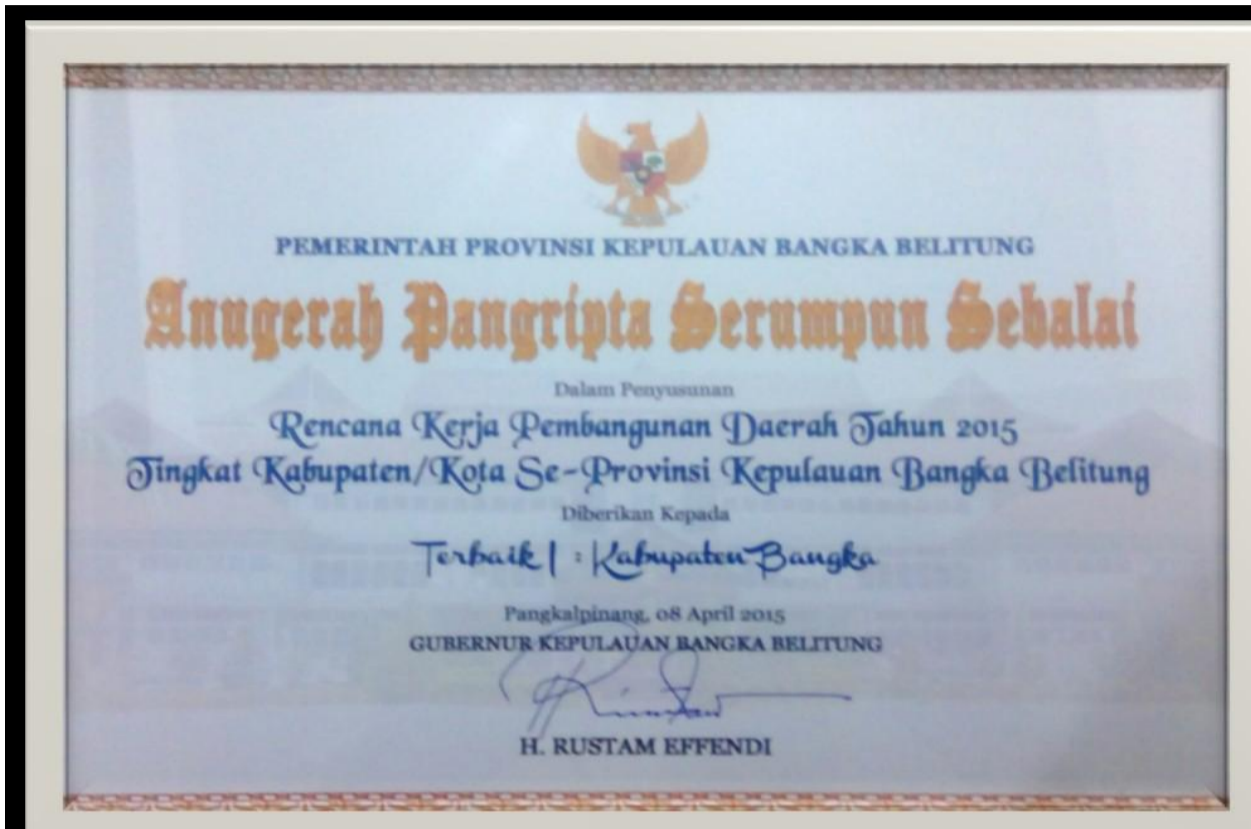 PEMERINTAH PROVINSI KEPULAUAN BANGKA BELITUNG
Anugerah Pangripta Serumpun Sebalai
Dalam Penyusunan
Rencana Kerja Pembangunan Daerah Tahun 2015
Tingkat Kabupaten/Kota Se-Provinsi Kepulauan Bangka Belitung
Diberikan Kepada
Terbaik I : Kabupaten Bangka
Pangkalpinang, 08 April 2015
GUBERNUR KEPULAUAN BANGKA BELITUNG
H. RUSTAM EFFENDI